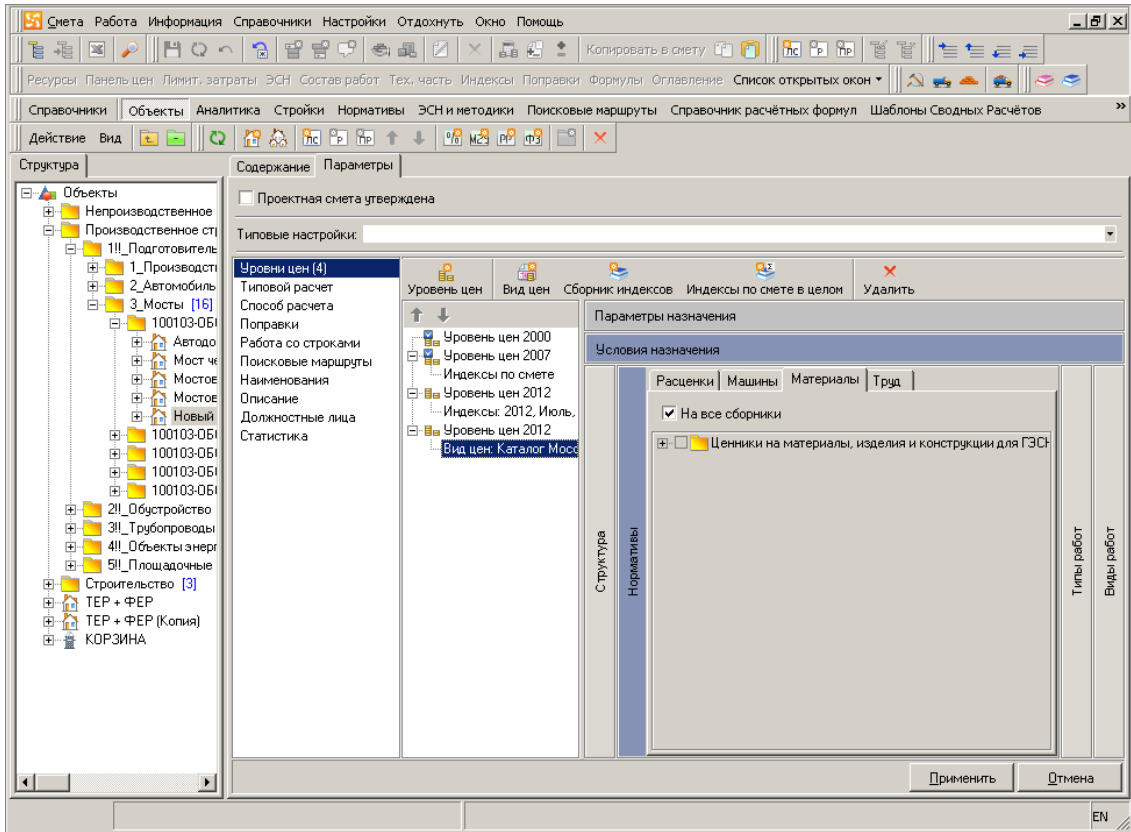 Смета Работа Информация Справочники Настройки Отдохнуть Окно Помощь
Копировать в смету
Ресурсы Панель цен Лимит. затраты ЭСН Состав работ Тех. часть Индексы Поправки Формулы Оглавление Список открытых окон
Справочники Объекты Аналитика Стройки Нормативы ЭСН и методики Поисковые маршруты Справочник расчётных формул Шаблоны Сводных Расчётов »
Действие Вид
Структура
Содержание Параметры
Объекты
Непроизводственное
Производственное стр
1!!_Подготовитель
1_Производст
2_Автомобиль
3_Мосты [16]
100103-ОБ
Автодо
Мост че
Мостов
Мостов
Новый
100103-ОБ
100103-ОБ
100103-ОБ
100103-ОБ
2!!_Обустройство
3!!_Трубопроводы
4!!_Объекты энерг
5!!_Площадочные
Строительство [3]
ТЕР + ФЕР
ТЕР + ФЕР (Копия)
КОРЗИНА
Проектная смета утверждена
Типовые настройки:
Уровни цен (4)
Типовой расчет
Способ расчета
Поправки
Работа со строками
Поисковые маршруты
Наименования
Описание
Должностные лица
Статистика
Уровень цен Вид цен Сборник индексов Индексы по смете в целом Удалить
Уровень цен 2000
Уровень цен 2007
Индексы по смете
Уровень цен 2012
Индексы: 2012, Июль,
Уровень цен 2012
Вид цен: Каталог Мосс
Параметры назначения
Условия назначения
Структура
Нормативы
Расценки Машины Материалы Труд
На все сборники
Ценники на материалы, изделия и конструкции для ГЭСН
Типы работ
Виды работ
Применить Отмена
EN